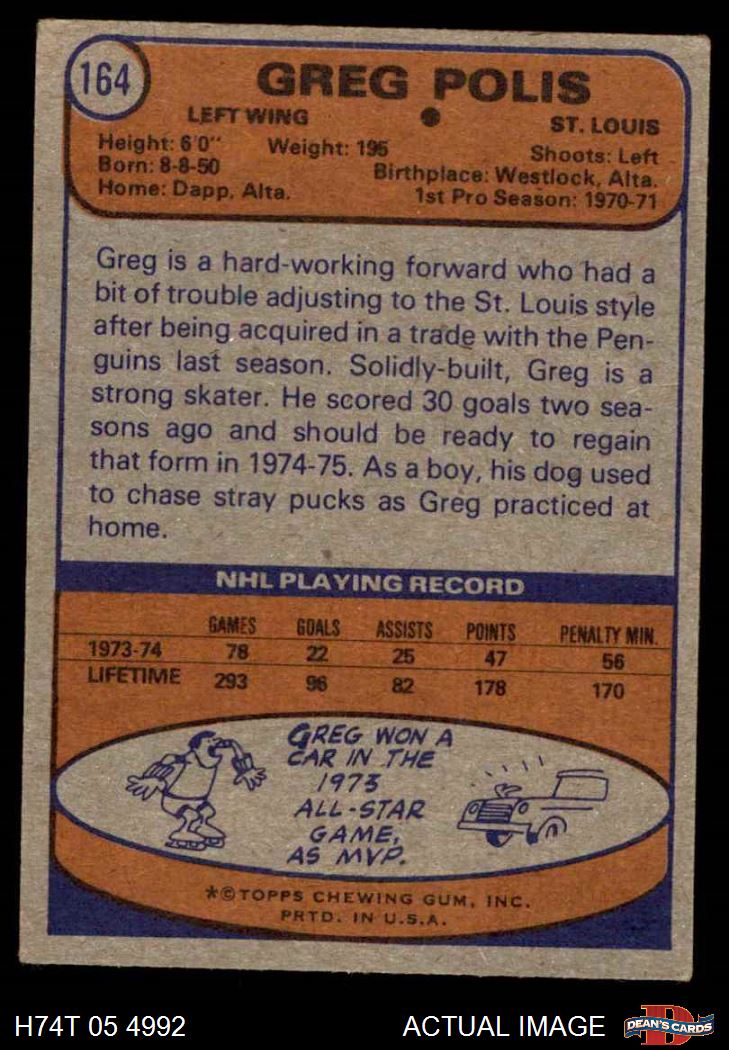 164
GREG POLIS
LEFT WING
ST. LOUIS
Height: 6'0" Weight: 195 Shoots: Left
Born: 8-8-50 Birthplace: Westlock, Alta.
Home: Dapp, Alta. 1st Pro Season: 1970-71
Greg is a hard-working forward who had a
bit of trouble adjusting to the St. Louis style
after being acquired in a trade with the Pen-
guins last season. Solidly-built, Greg is a
strong skater. He scored 30 goals two sea-
sons ago and should be ready to regain
that form in 1974-75. As a boy, his dog used
to chase stray pucks as Greg practiced at
home.
NHL PLAYING RECORD
GAMES GOALS ASSISTS POINTS PENALTY MIN.
1973-74 78 22 25 47 56
LIFETIME 293 96 82 178 170
GREG WON A
CAR IN THE
1973
ALL-STAR
GAME,
AS MVP.
*©TOPPS CHEWING GUM, INC.
PRTD. IN U.S.A.
H74T 05 4992 ACTUAL IMAGE DEAN'S CARDS